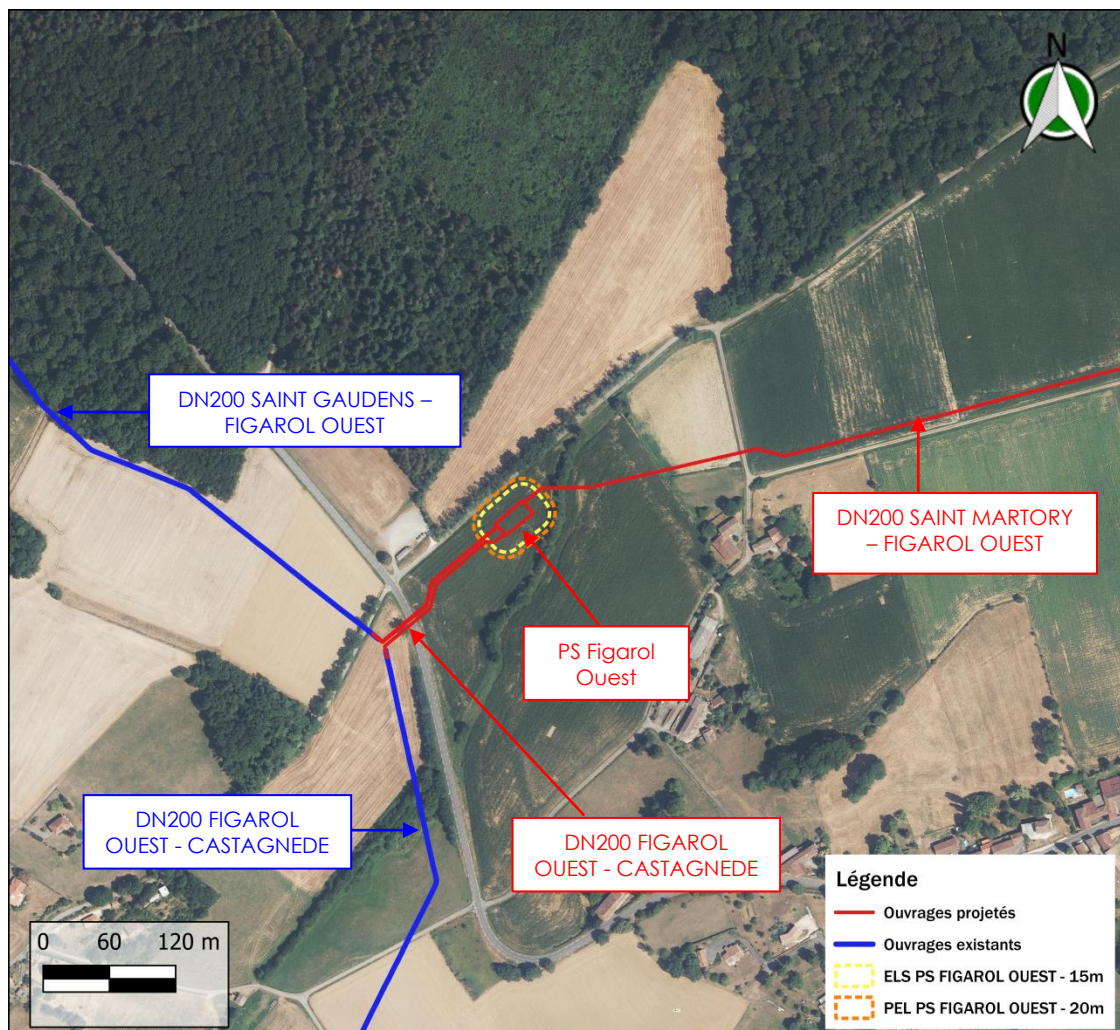 N
DN200 SAINT GAUDENS –
FIGAROL OUEST
DN200 SAINT MARTORY
– FIGAROL OUEST
PS Figarol
Ouest
DN200 FIGAROL
OUEST - CASTAGNEDE
DN200 FIGAROL
OUEST - CASTAGNEDE
Légende
Ouvrages projetés
Ouvrages existants
ELS PS FIGAROL OUEST - 15m
PEL PS FIGAROL OUEST - 20m
0 60 120 m